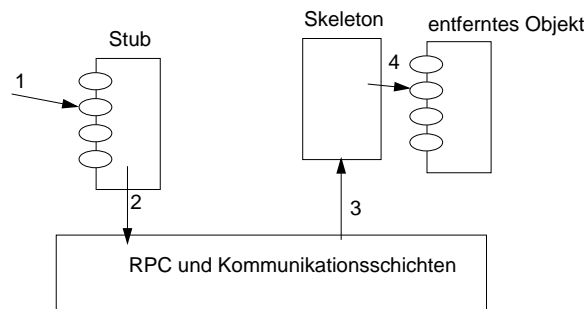 Skeleton
entferntes Objekt
Stub
1
4
2
3
RPC und Kommunikationsschichten